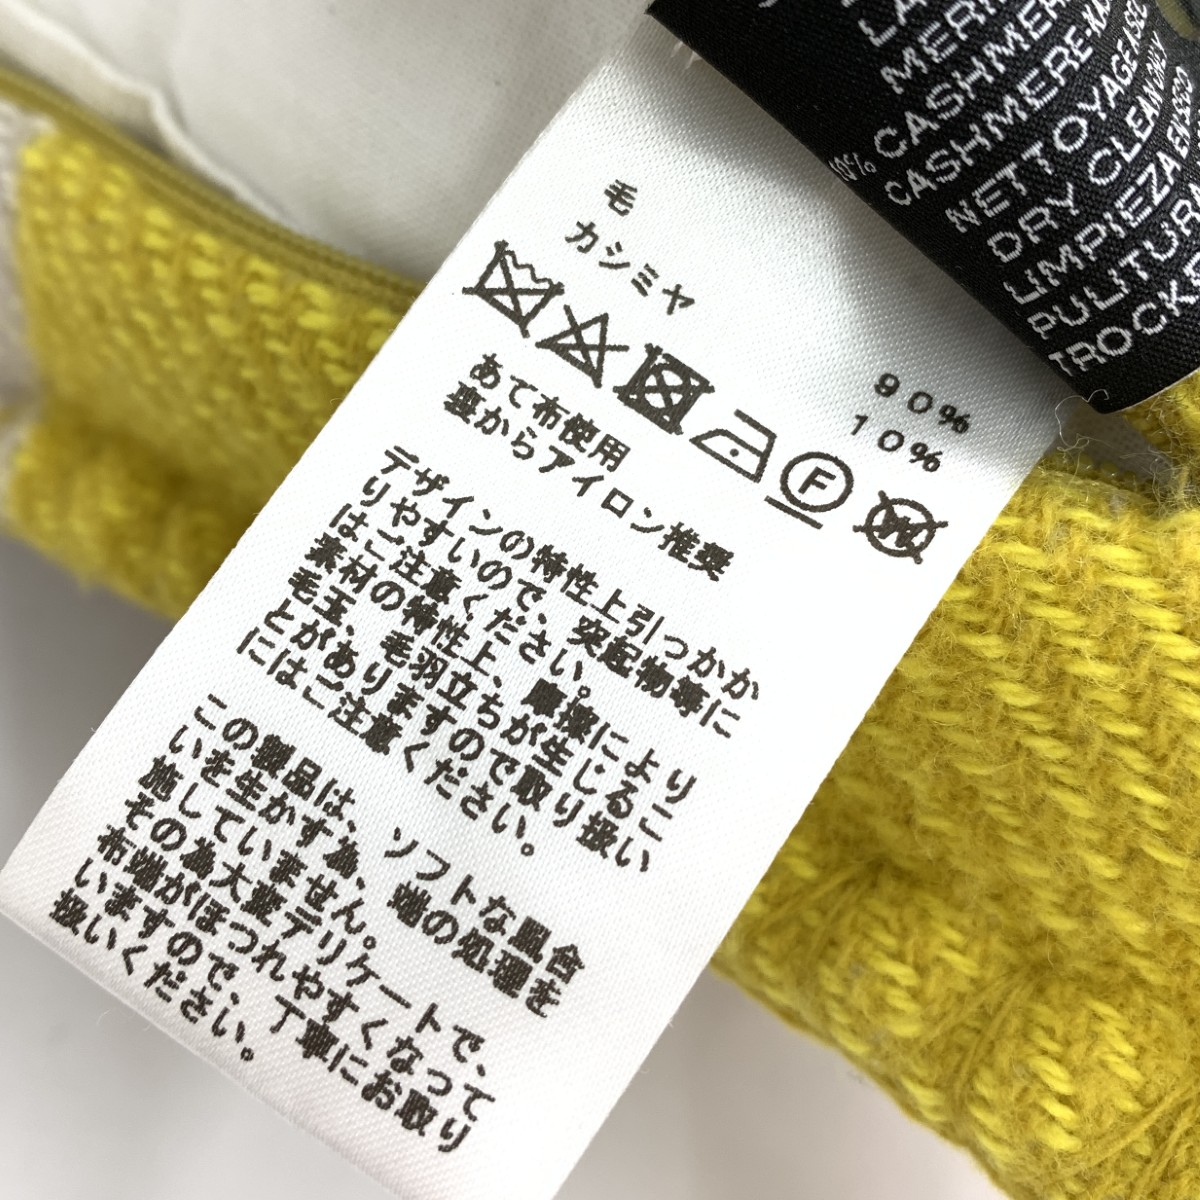 毛 90%
カシミヤ 10%
F
W
あて布使用
裏からアイロン推奨
デザインの特性上引っかか
りやすいので、突起物等に
はご注意ください。
素材の特性上、摩擦により
毛玉、毛羽立ちが生じるこ
とがありますので取り扱い
にはご注意ください。
この製品は、ソフトな風合
いを生かす為、端の処理を
施していません。
その為大変デリケートで、
布端がほつれやすくなって
いますので、丁寧にお取り
扱いください。
10% CASHMER
CASHMERE-KA
NETTOYAGE A SEC
DRY CLEAN ONLY
LIMPIEZA EN SECO
PULITURA
TROCKE